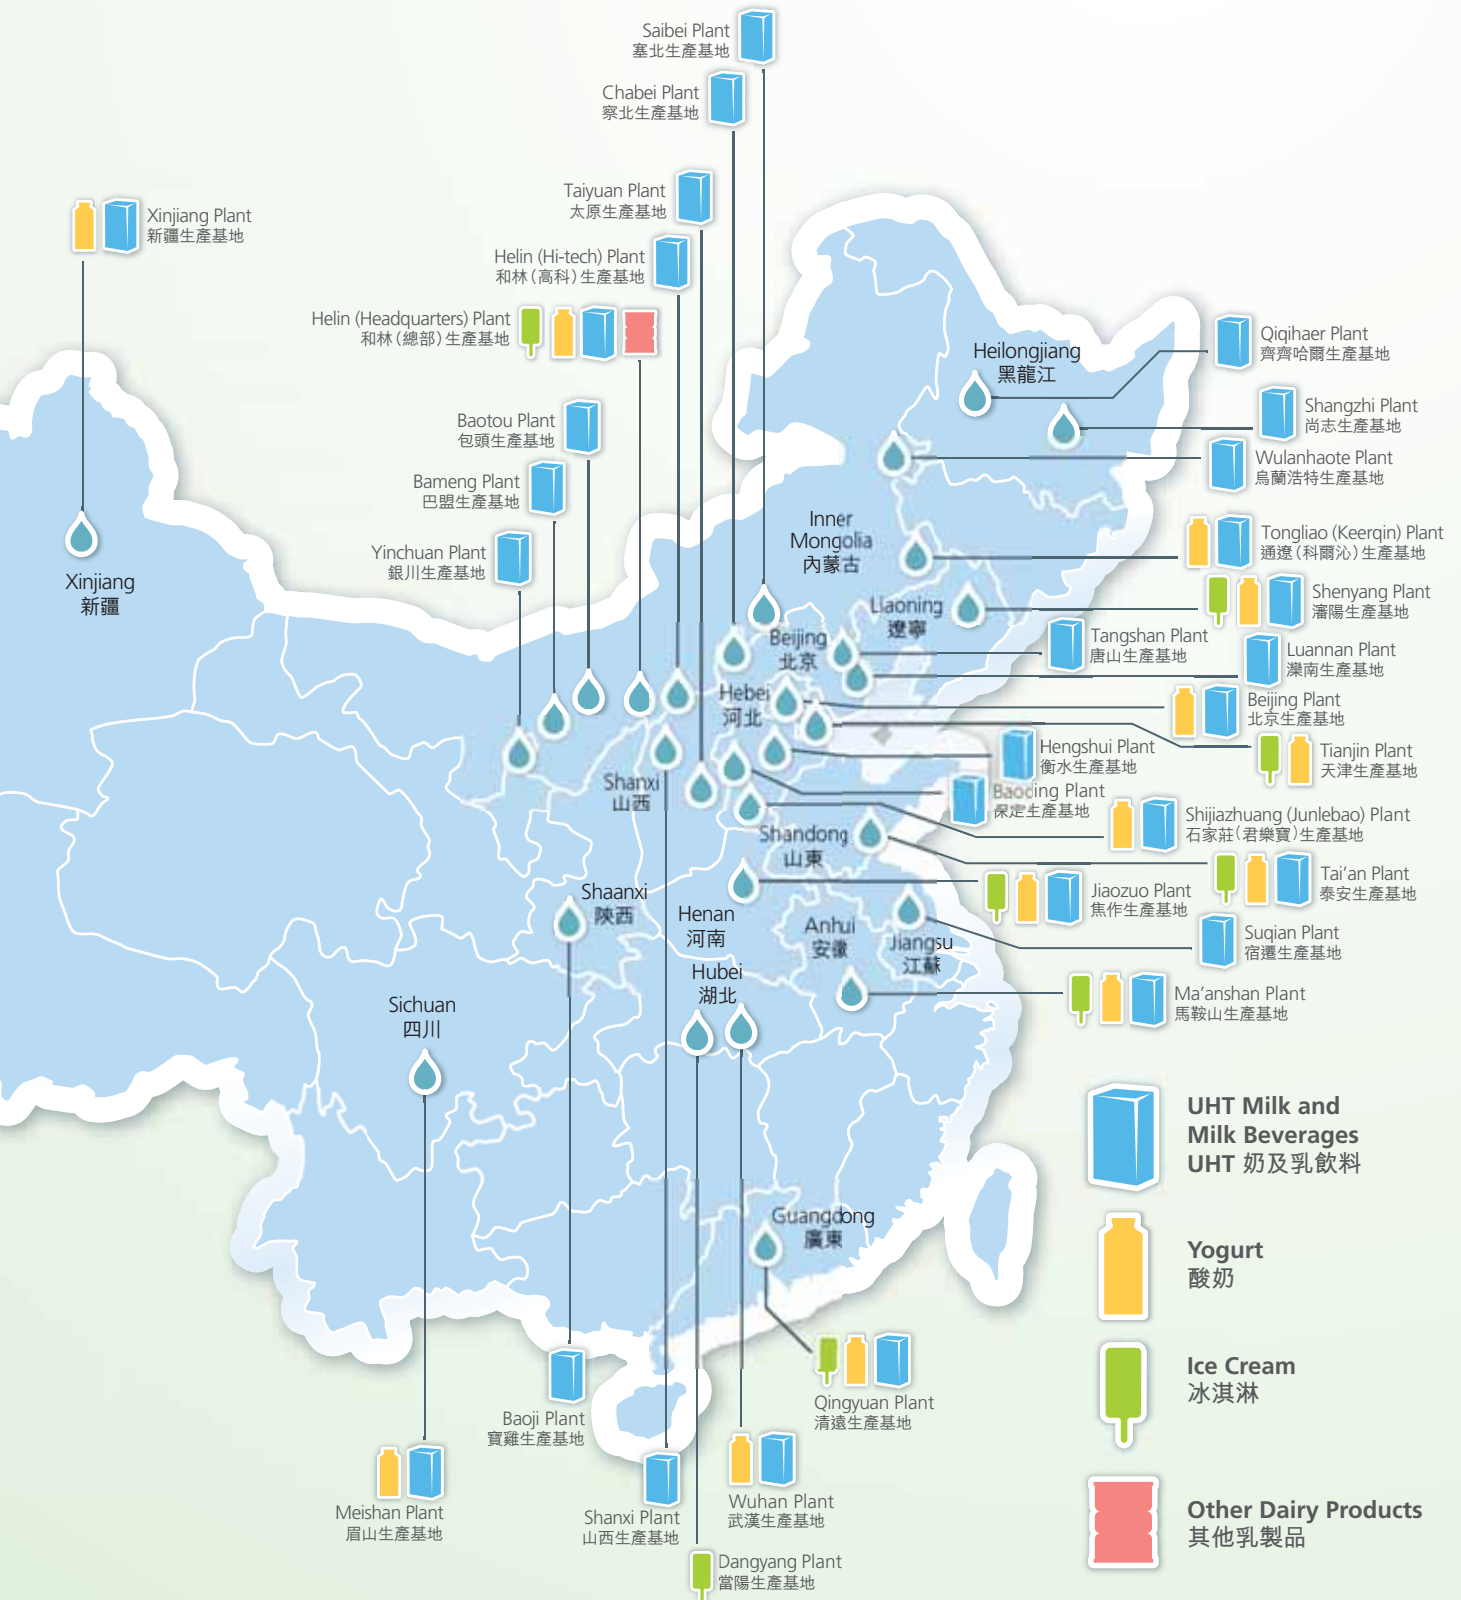 Saibei Plant
塞北生產基地
Chabei Plant
察北生產基地
Taiyuan Plant
太原生產基地
Xinjiang Plant
新疆生產基地
Helin (Hi-tech) Plant
和林(高科)生產基地
Helin (Headquarters) Plant
和林(總部)生產基地
Qiqihaer Plant
齊齊哈爾生產基地
Heilongjiang
黑龍江
Shangzhi Plant
尚志生產基地
Baotou Plant
包頭生產基地
Wulanhaote Plant
烏蘭浩特生產基地
Bameng Plant
巴盟生產基地
Inner
Mongolia
內蒙古
Tongliao (Keerqin) Plant
通遼(科爾沁)生產基地
Yinchuan Plant
銀川生產基地
Xinjiang
新疆
Liaoning
遼寧
Shenyang Plant
瀋陽生產基地
Beijing
北京
Tangshan Plant
唐山生產基地
Luannan Plant
灤南生產基地
Hebei
河北
Beijing Plant
北京生產基地
Hengshui Plant
衡水生產基地
Tianjin Plant
天津生產基地
Shanxi
山西
Baoding Plant
保定生產基地
Shijiazhuang (Junlebao) Plant
石家莊(君樂寶)生產基地
Shandong
山東
Tai'an Plant
泰安生產基地
Shaanxi
陝西
Jiaozuo Plant
焦作生產基地
Henan
河南
Anhui
安徽
Jiangsu
江蘇
Suqian Plant
宿遷生產基地
Hubei
湖北
Ma'anshan Plant
馬鞍山生產基地
Sichuan
四川
UHT Milk and
Milk Beverages
UHT 奶及乳飲料
Guangdong
廣東
Yogurt
酸奶
Ice Cream
冰淇淋
Qingyuan Plant
清遠生產基地
Baoji Plant
寶雞生產基地
Meishan Plant
眉山生產基地
Shanxi Plant
山西生產基地
Wuhan Plant
武漢生產基地
Other Dairy Products
其他乳製品
Dangyang Plant
當陽生產基地